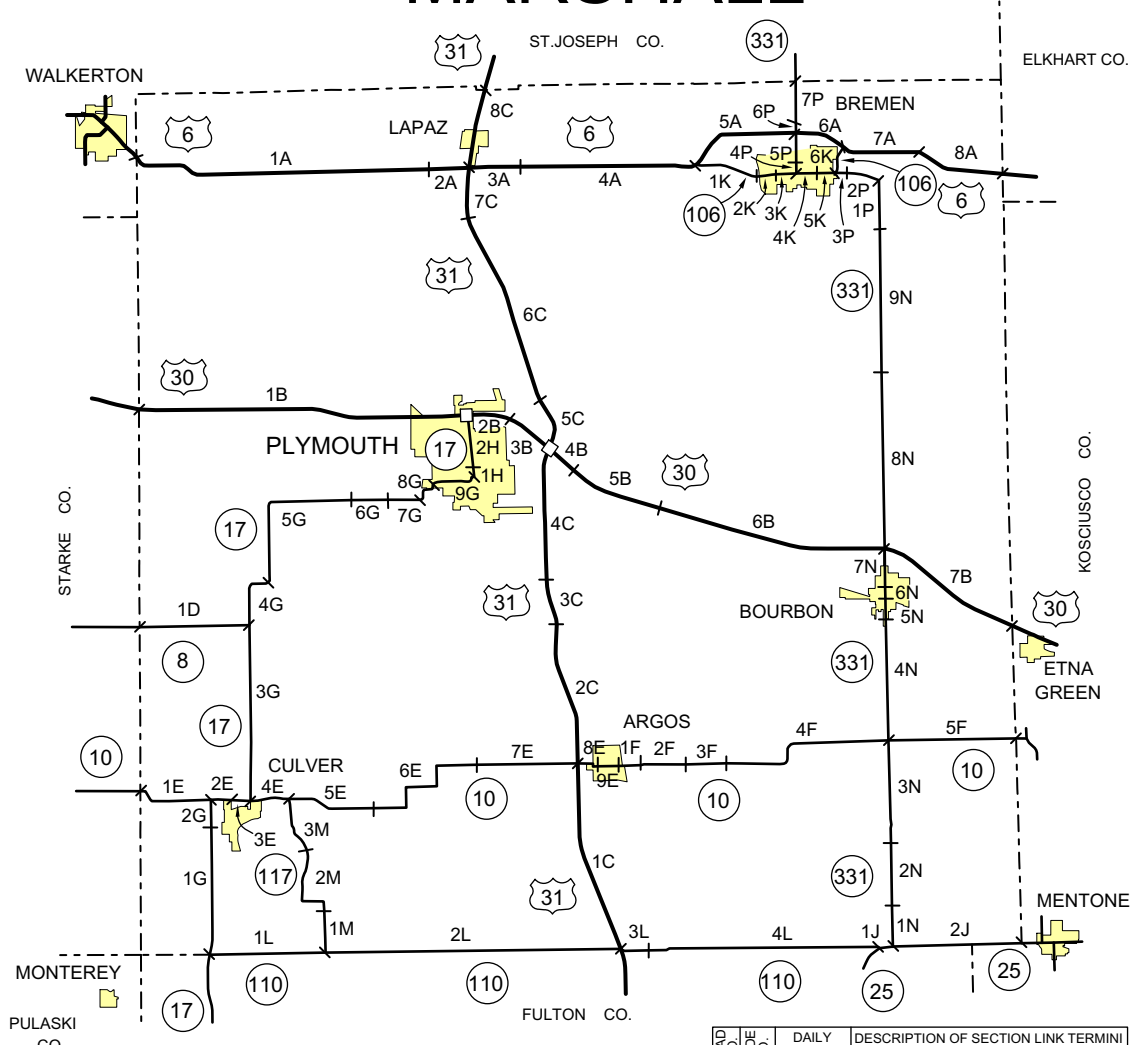 MARSHALL
ST.JOSEPH CO.
31
331
ELKHART CO.
WALKERTON
8C
7P
BREMEN
6P
LAPAZ
6
6
5A
6A
7A
8A
1A
2A
3A
4A
4P
5P
6K
1K
2P
106
6
7C
106
2K
3K
4K
5K
3P
1P
31
331
9N
6C
30
1B
5C
2B
3B
4B
PLYMOUTH
17
2H
1H
8G
9G
5B
30
8N
KOSCIUSCO CO.
STARKE CO.
17
5G
6G
7G
4C
6B
7N
7B
6N
5N
BOURBON
30
ETNA
GREEN
1D
4G
8
31
3C
331
4N
3G
2C
17
10
ARGOS
4F
5F
10
CULVER
1E
2E
4E
5E
6E
7E
8E
1F
2F
3F
9E
10
10
3E
2G
3M
3N
1G
117
2M
1C
331
2N
31
MENTONE
1M
1L
2L
3L
4L
1J
1N
2J
MONTEREY
110
110
110
25
25
17
PULASKI
CO.
FULTON CO.
DAILY
DESCRIPTION OF SECTION LINK TERMINI